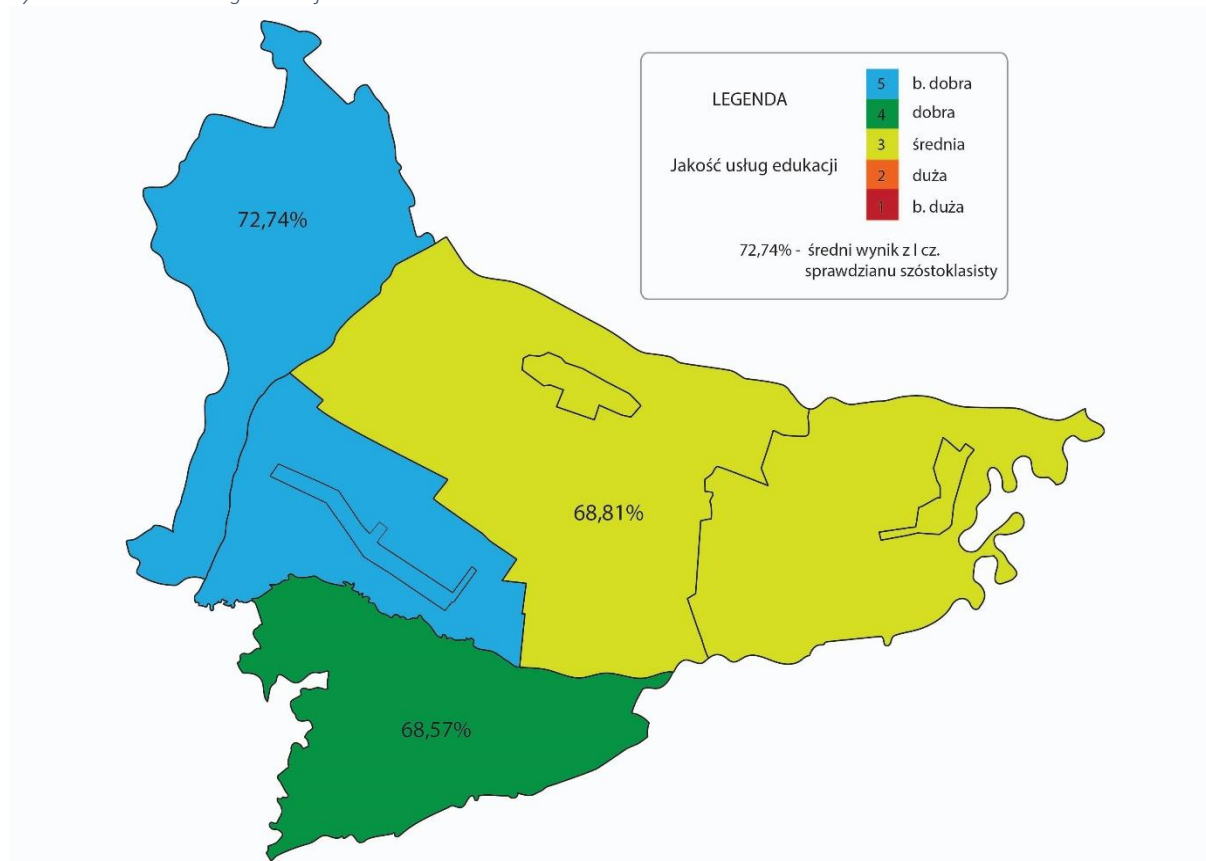 LEGENDA
Jakość usług edukacji
5 b. dobra
4 dobra
3 średnia
2 duża
1 b. duża
72,74% - średni wynik z I cz.
sprawdzianu szóstoklasisty
72,74%
68,81%
68,57%